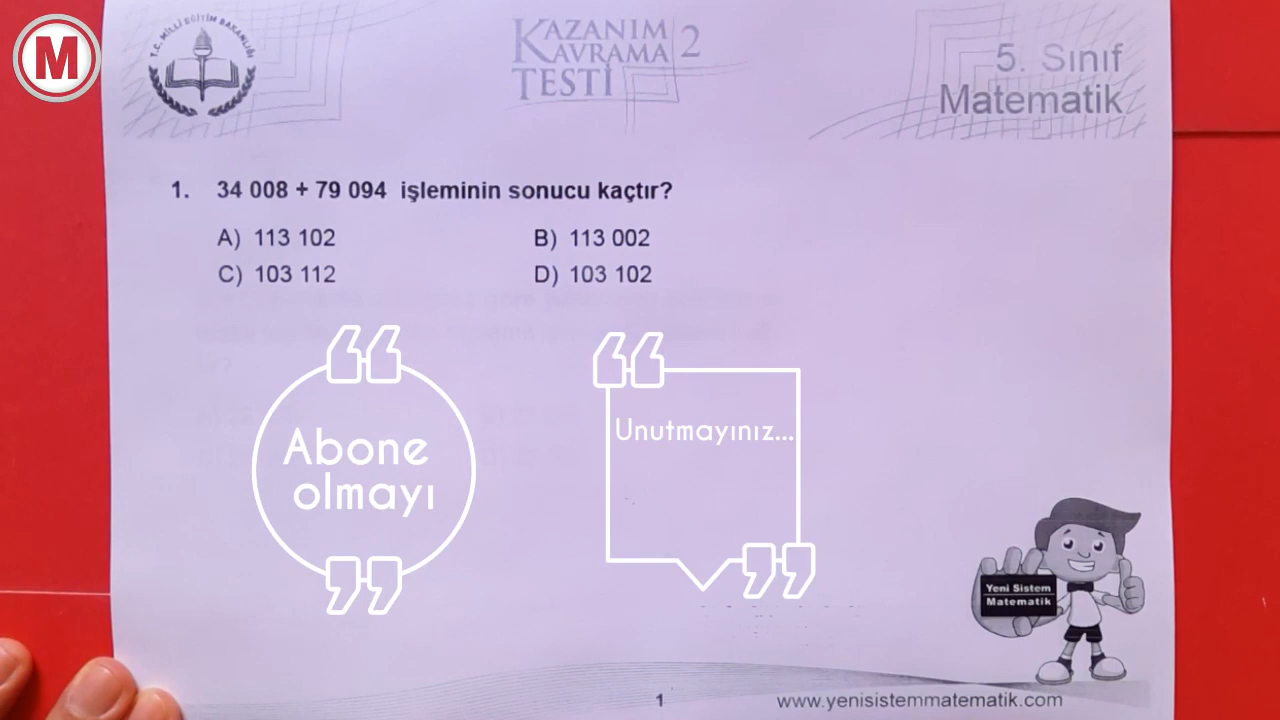 M
T.C. MİLLÎ EĞİTİM BAKANLIĞI
KAZANIM
KAVRAMA 2
TESTİ
5. Sınıf
Matematik
1. 34 008 + 79 094 işleminin sonucu kaçtır?
A) 113 102 B) 113 002
C) 103 112 D) 103 102
Abone
olmayı
Unutmayınız...
Yeni Sistem
Matematik
1
www.yenisistemmatematik.com